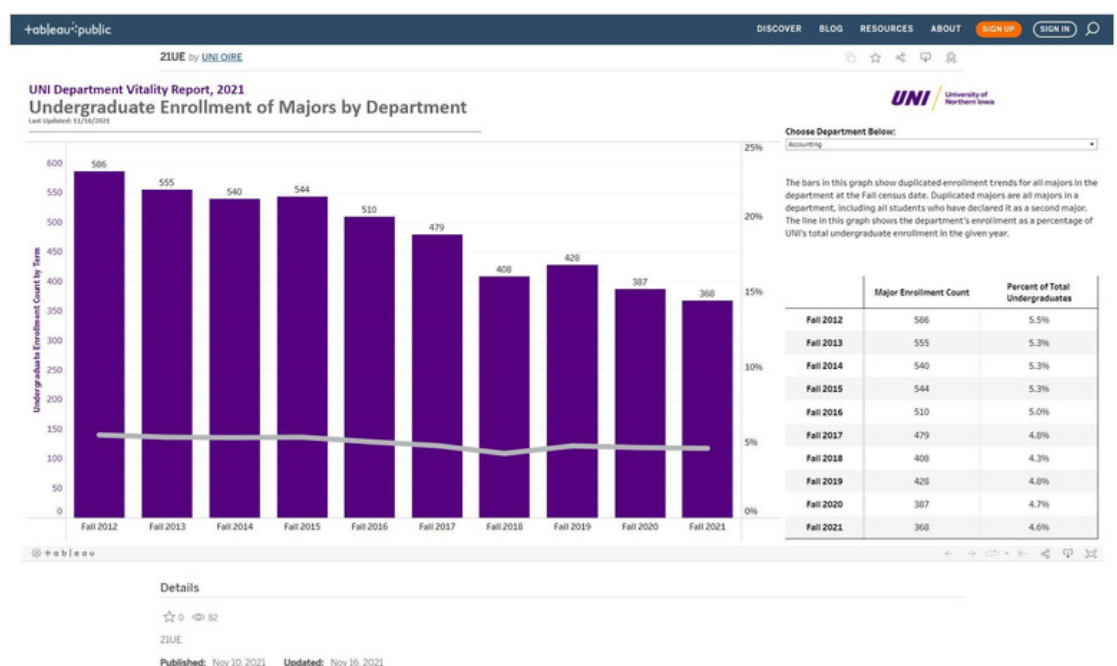 +ableau public
DISCOVER BLOG RESOURCES ABOUT SIGN UP SIGN IN
21UE by UNI OIRE
UNI Department Vitality Report, 2021
Undergraduate Enrollment of Majors by Department
Last Updated: 11/16/2021
UNI University of
Northern Iowa
Choose Department Below:
Accounting
The bars in this graph show duplicated enrollment trends for all majors in the
department at the Fall census date. Duplicated majors are all majors in a
department, including all students who have declared it as a second major.
The line in this graph shows the department's enrollment as a percentage of
UNI's total undergraduate enrollment in the given year.
Undergraduate Enrollment Count by Term
600
550
500
450
400
350
300
250
200
150
100
50
0
586 555 540 544 510 479 408 428 387 368
25%
20%
15%
10%
5%
0%
Fall 2012 Fall 2013 Fall 2014 Fall 2015 Fall 2016 Fall 2017 Fall 2018 Fall 2019 Fall 2020 Fall 2021
Major Enrollment Count Percent of Total
Undergraduates
Fall 2012 586 5.5%
Fall 2013 555 5.3%
Fall 2014 540 5.3%
Fall 2015 544 5.3%
Fall 2016 510 5.0%
Fall 2017 479 4.8%
Fall 2018 408 4.3%
Fall 2019 428 4.8%
Fall 2020 387 4.7%
Fall 2021 368 4.6%
+ableau
Details
0 82
21UE
Published: Nov 10, 2021 Updated: Nov 16, 2021